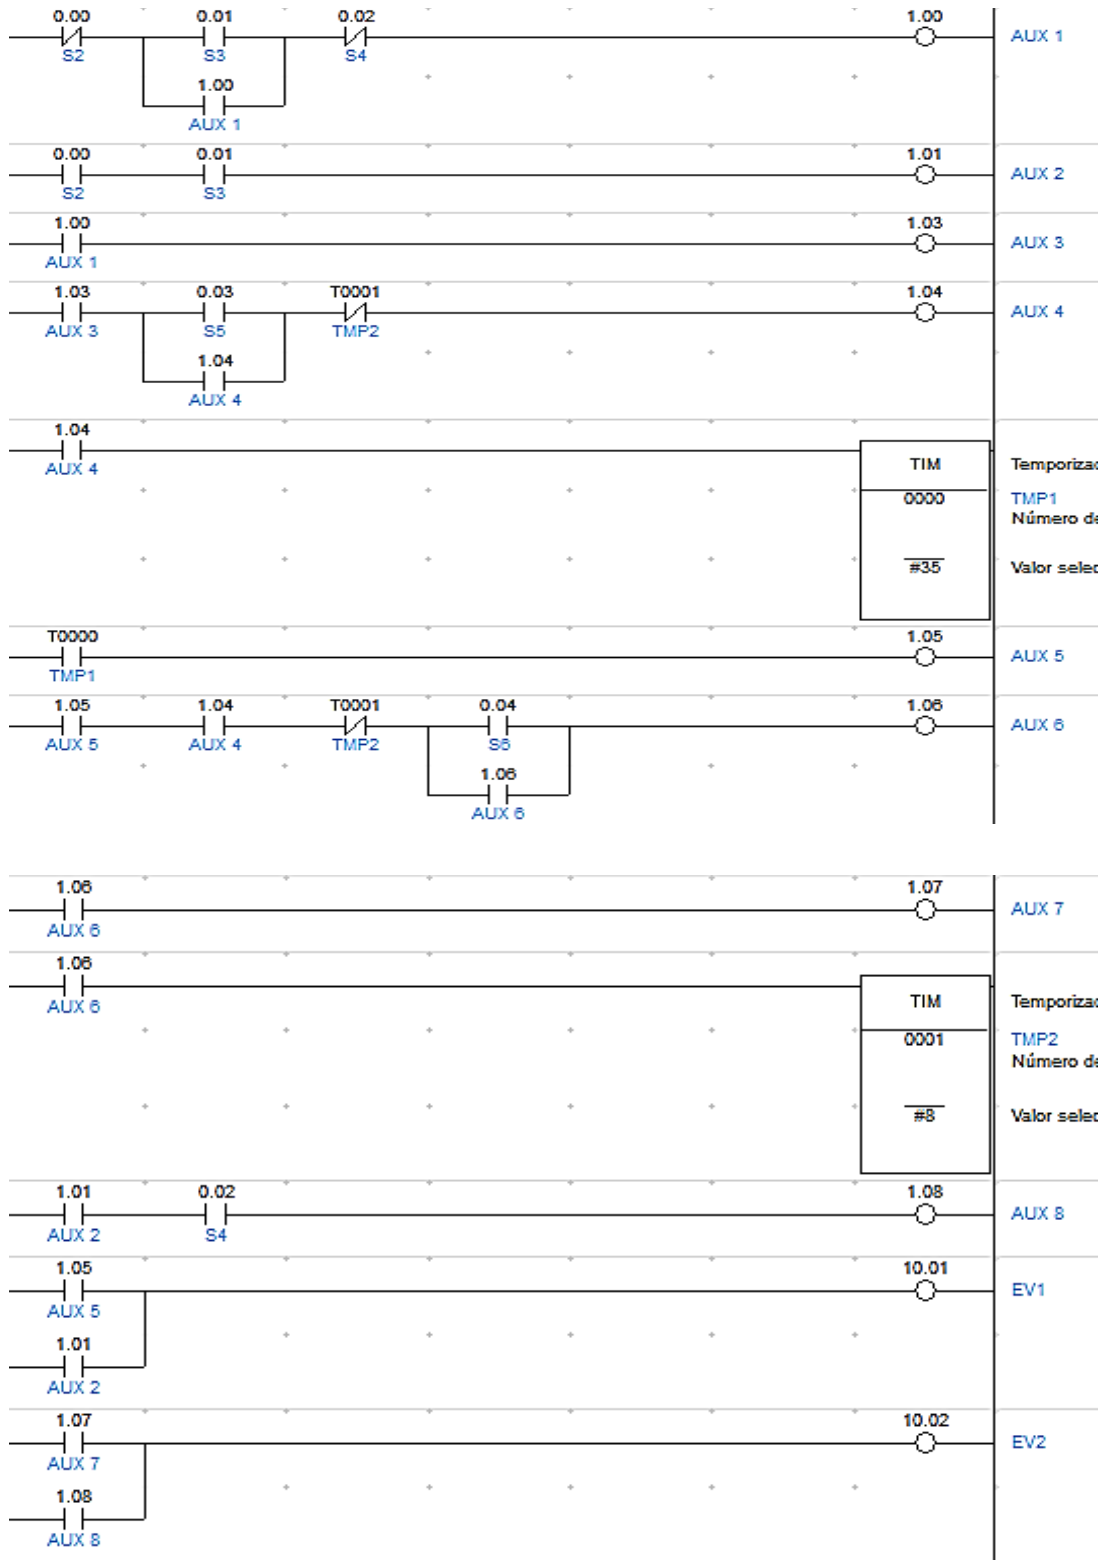 0.00 0.01 0.02 1.00
S2 S3 S4 AUX 1
1.00
AUX 1
0.00 0.01 1.01
S2 S3 AUX 2
1.00 1.03
AUX 1 AUX 3
1.03 0.03 T0001 1.04
AUX 3 S5 TMP2 AUX 4
1.04
AUX 4
1.04
AUX 4
TIM Temporizad
0000 TMP1
Número de
#35 Valor selec
T0000 1.05
TMP1 AUX 5
1.05 1.04 T0001 0.04 1.06
AUX 5 AUX 4 TMP2 S6 AUX 6
1.06
AUX 6
1.06 1.07
AUX 6 AUX 7
1.06
AUX 6
TIM Temporizad
0001 TMP2
Número de
#8 Valor selec
1.01 0.02 1.08
AUX 2 S4 AUX 8
1.05 10.01
AUX 5 EV1
1.01
AUX 2
1.07 10.02
AUX 7 EV2
1.08
AUX 8